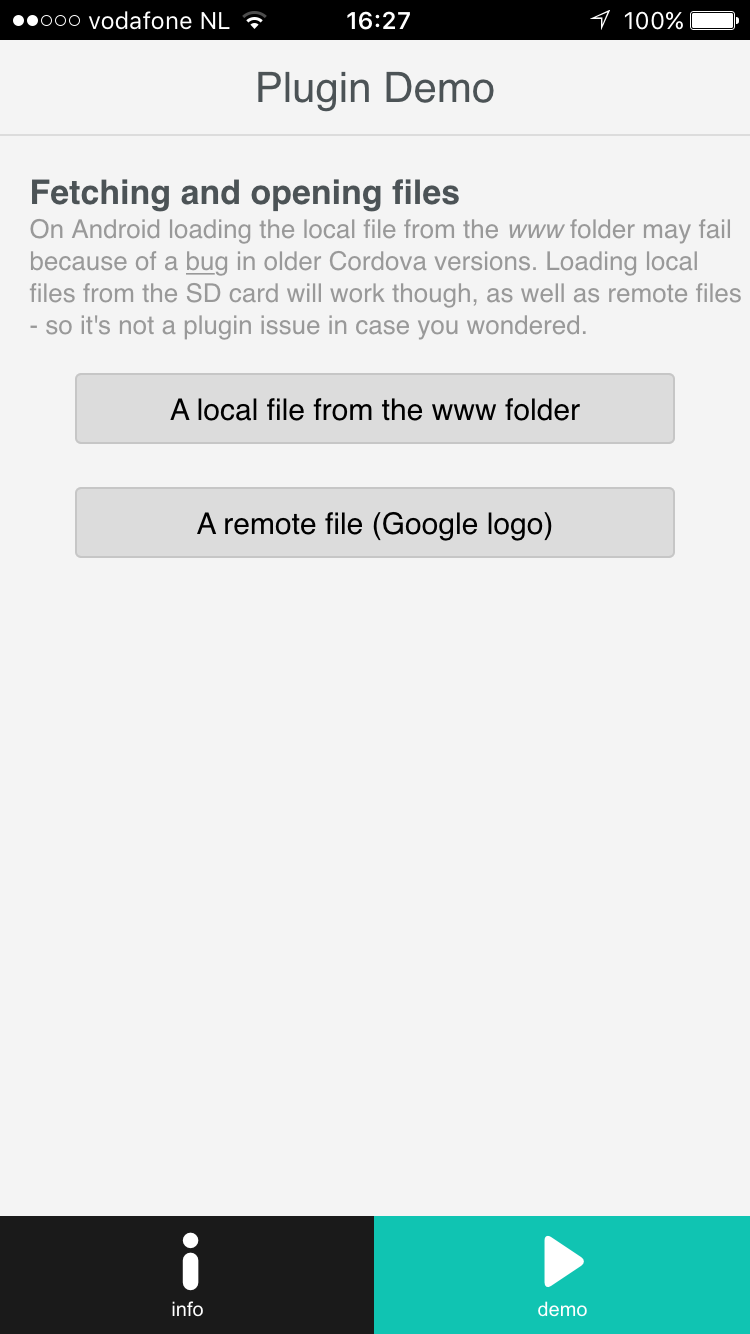 vodafone NL 16:27 100%
Plugin Demo
Fetching and opening files
On Android loading the local file from the www folder may fail
because of a bug in older Cordova versions. Loading local
files from the SD card will work though, as well as remote files
- so it's not a plugin issue in case you wondered.
A local file from the www folder
A remote file (Google logo)
info
demo